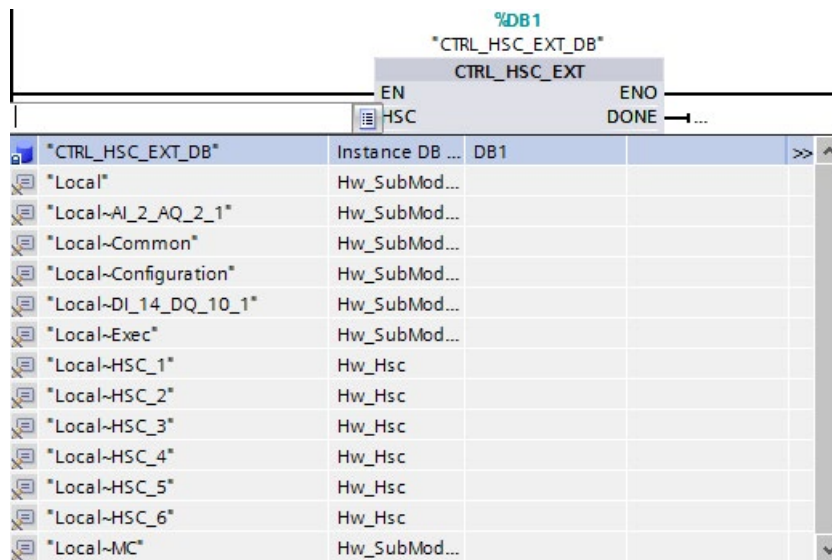 %DB1
"CTRL_HSC_EXT_DB"
CTRL_HSC_EXT
EN ENO
HSC DONE ...
"CTRL_HSC_EXT_DB" Instance DB ... DB1 >>
"Local" Hw_SubMod...
"Local~AI_2_AQ_2_1" Hw_SubMod...
"Local~Common" Hw_SubMod...
"Local~Configuration" Hw_SubMod...
"Local~DI_14_DQ_10_1" Hw_SubMod...
"Local~Exec" Hw_SubMod...
"Local~HSC_1" Hw_Hsc
"Local~HSC_2" Hw_Hsc
"Local~HSC_3" Hw_Hsc
"Local~HSC_4" Hw_Hsc
"Local~HSC_5" Hw_Hsc
"Local~HSC_6" Hw_Hsc
"Local~MC" Hw_SubMod...